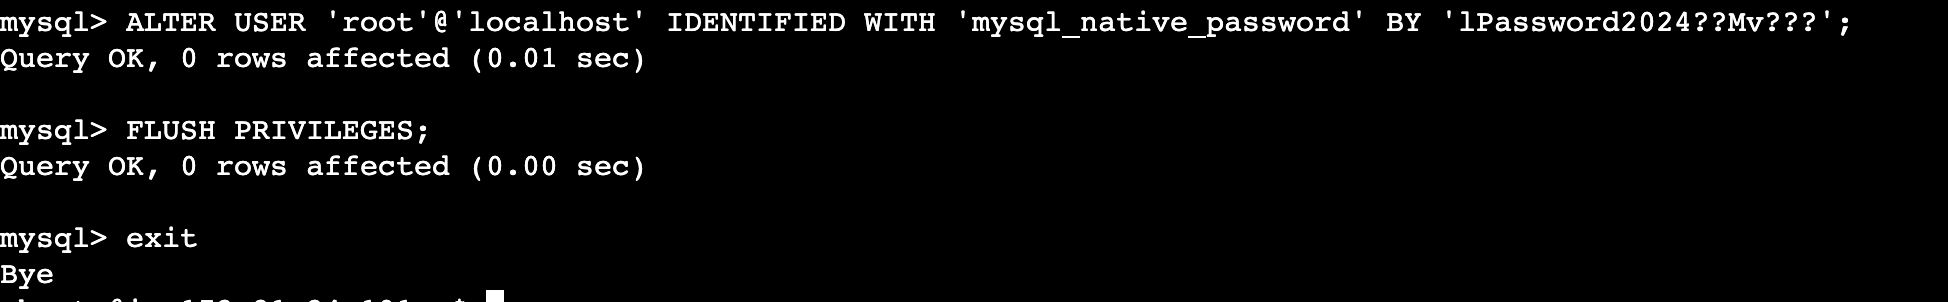 mysql> ALTER USER 'root'@'localhost' IDENTIFIED WITH 'mysql_native_password' BY 'lPassword2024??Mv???';
Query OK, 0 rows affected (0.01 sec)
mysql> FLUSH PRIVILEGES;
Query OK, 0 rows affected (0.00 sec)
mysql> exit
Bye